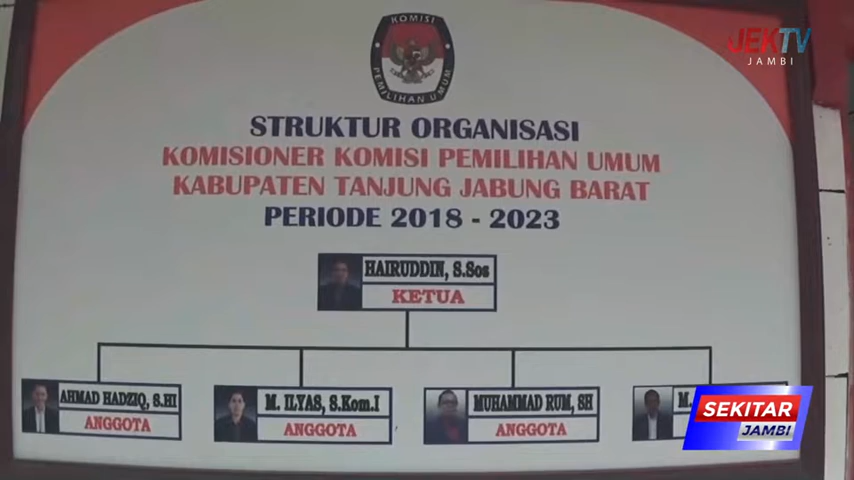 JEKTV
JAMBI
KOMISI
PEMILIHAN UMUM
STRUKTUR ORGANISASI
KOMISIONER KOMISI PEMILIHAN UMUM
KABUPATEN TANJUNG JABUNG BARAT
PERIODE 2018 - 2023
HAIRUDDIN, S.Sos
KETUA
AHMAD HADZIQ, S.HI
ANGGOTA
M. ILYAS, S.Kom.I
ANGGOTA
MUHAMMAD RUM, SH
ANGGOTA
M.
SEKITAR
JAMBI